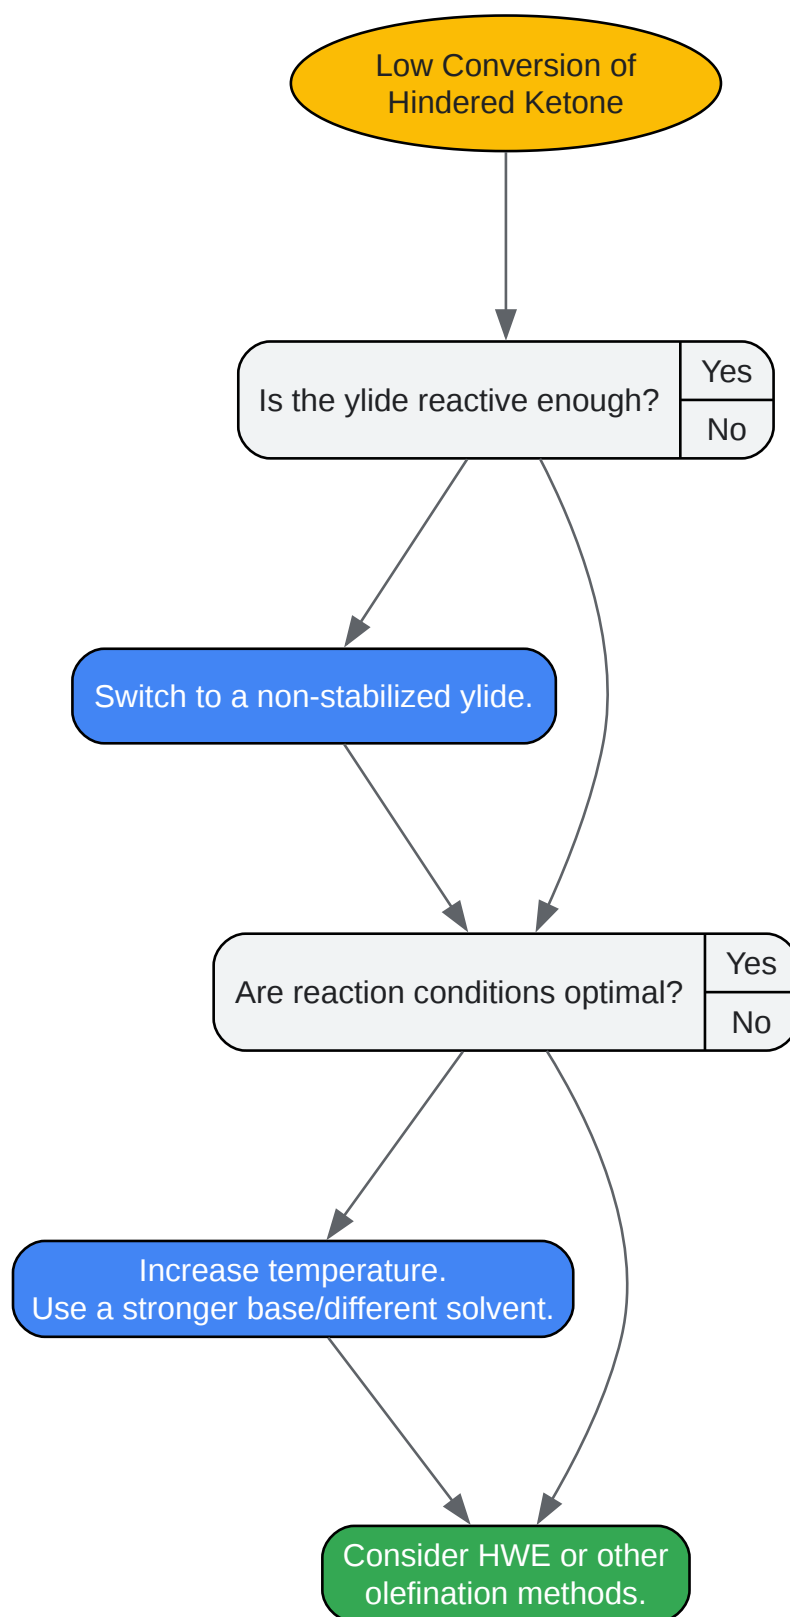 Low Conversion of
Hindered Ketone
Is the ylide reactive enough?
Yes
No
Switch to a non-stabilized ylide.
Are reaction conditions optimal?
Yes
No
Increase temperature.
Use a stronger base/different solvent.
Consider HWE or other
olefination methods.